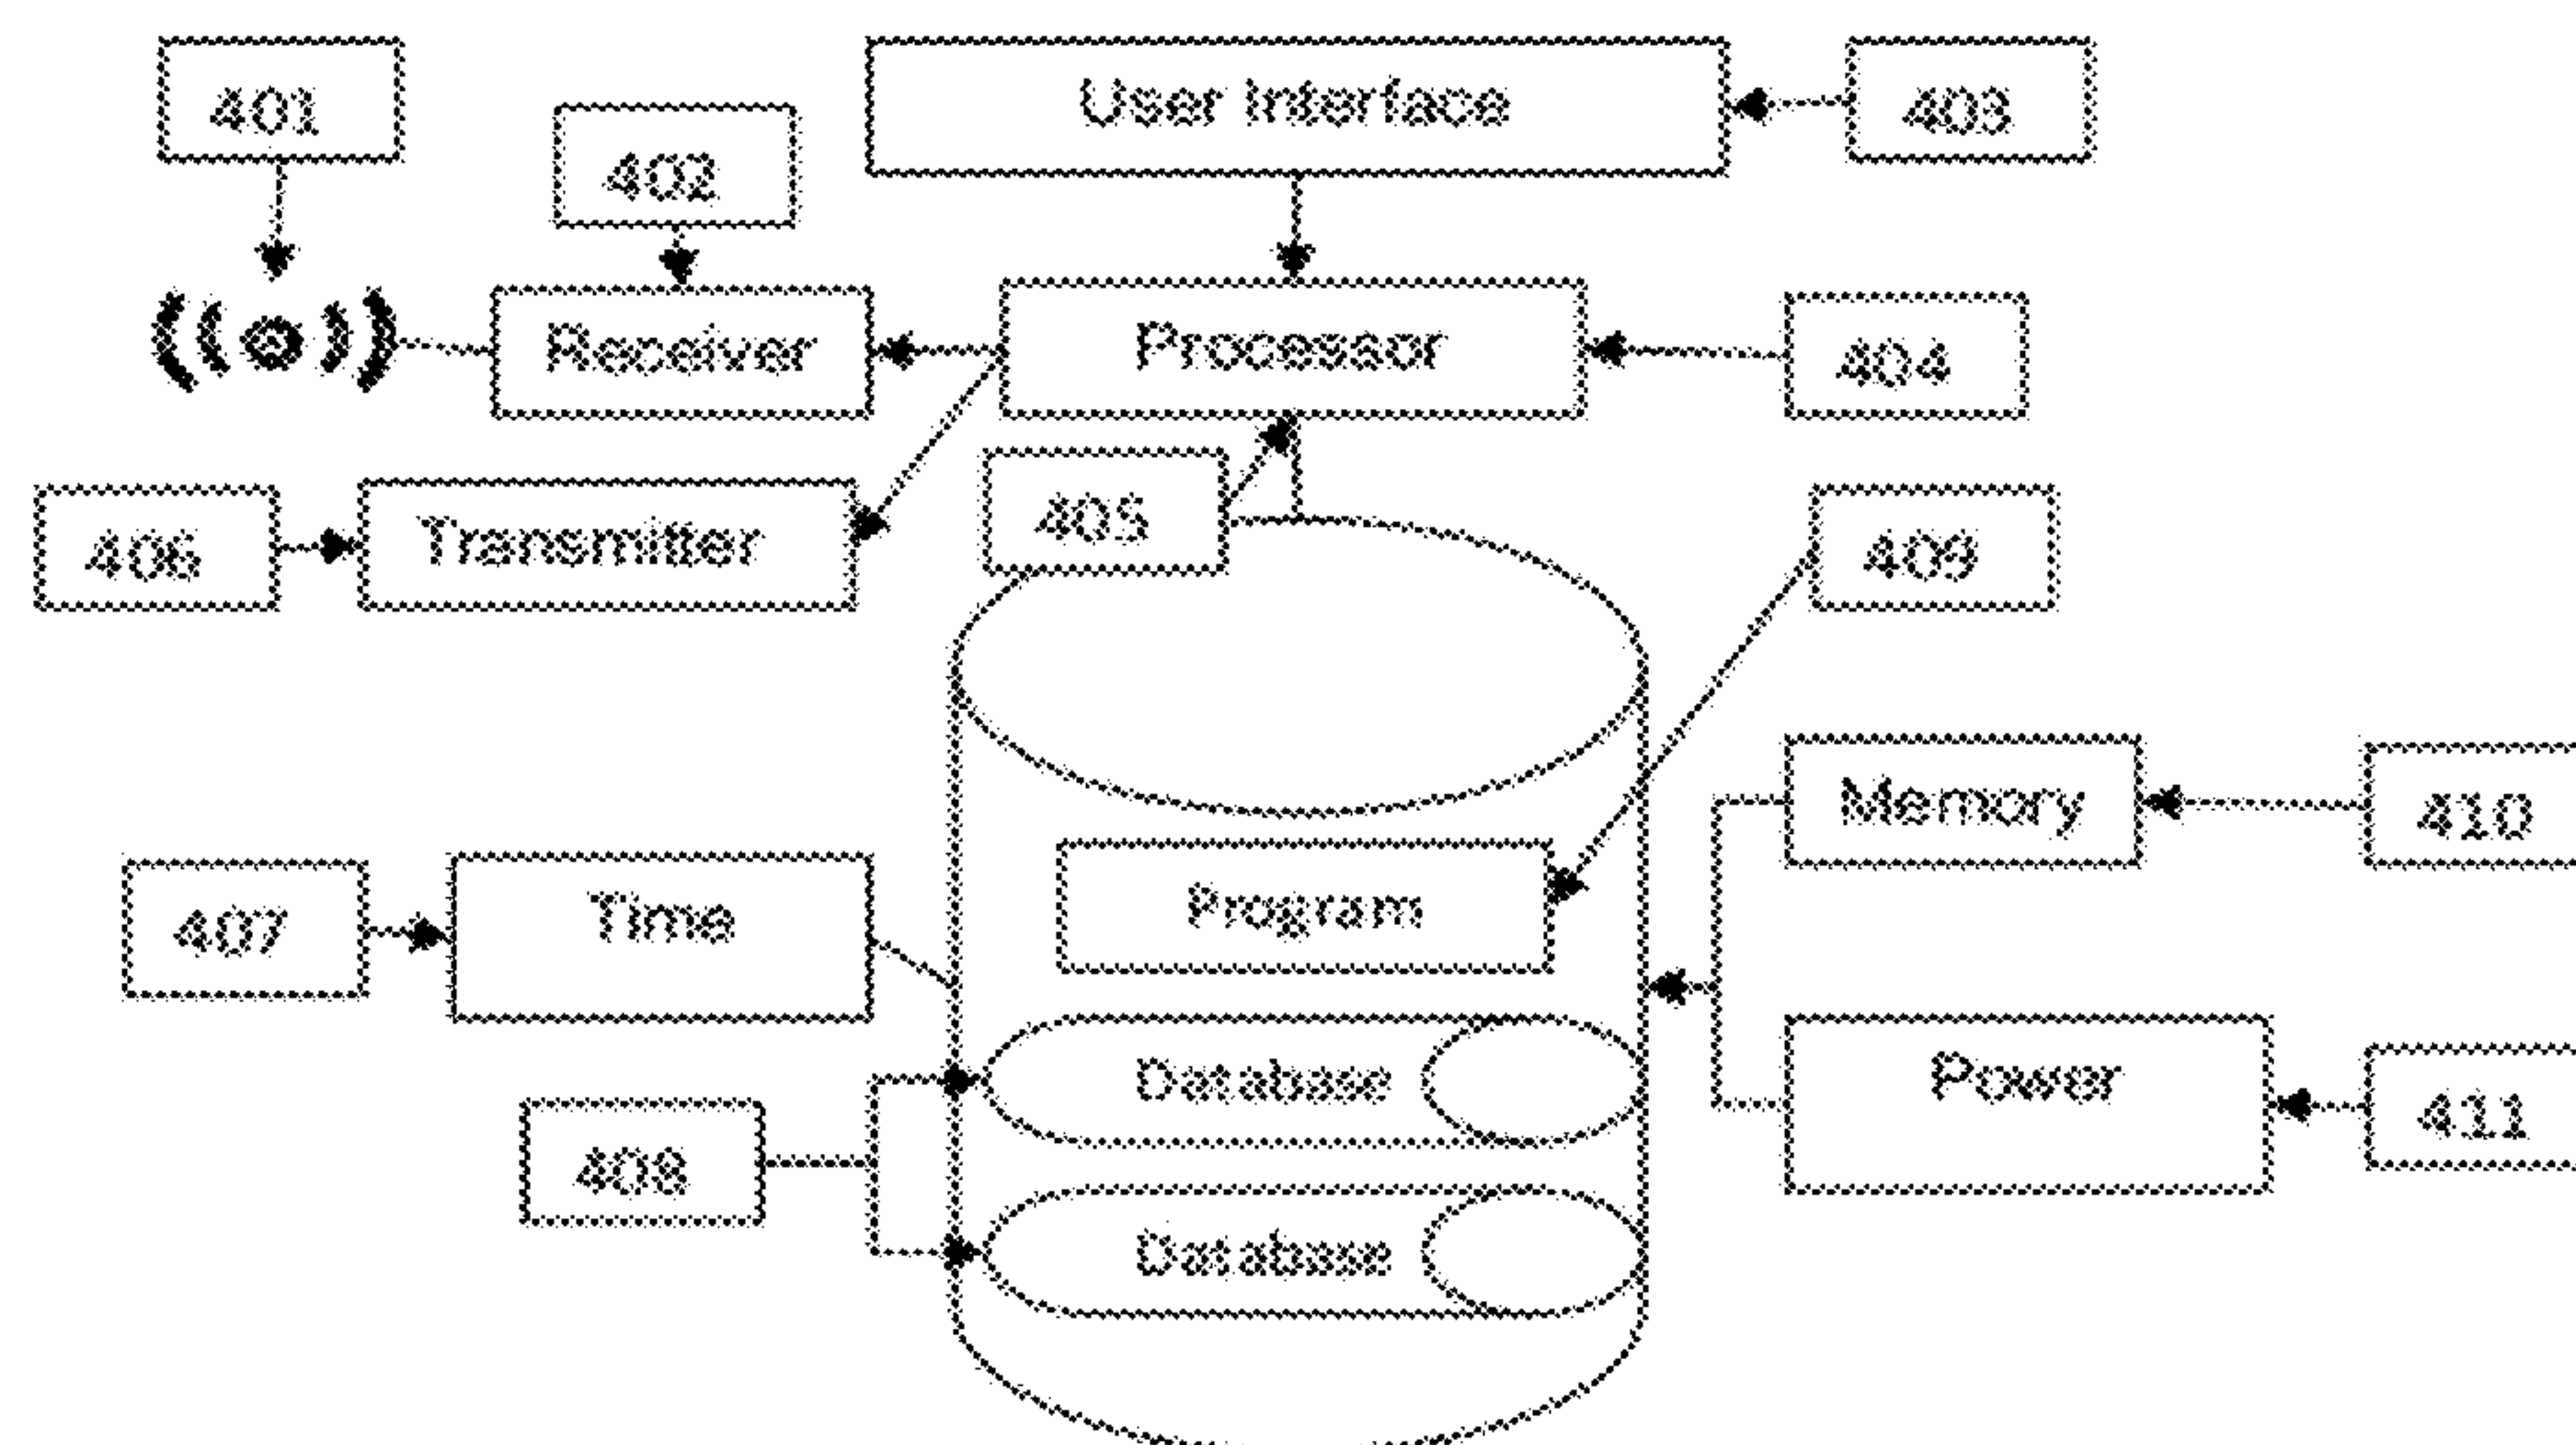 401
User Interface
403
402
Receiver
Processor
404
406
Transmitter
405
409
Memory
410
407
Time
Program
Database
Power
411
408
Database